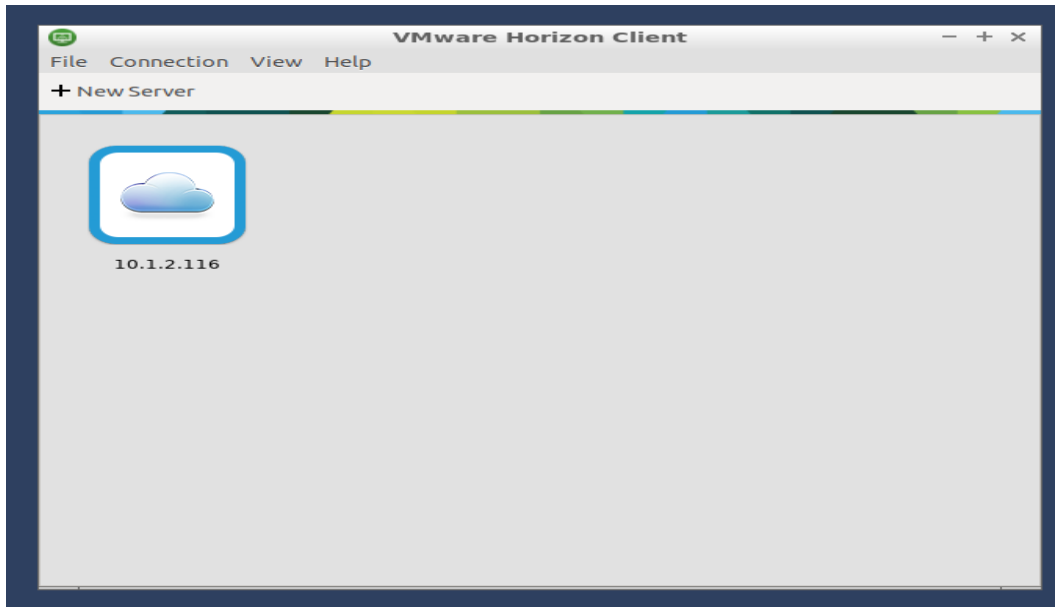 VMware Horizon Client
File Connection View Help
+ New Server
10.1.2.116